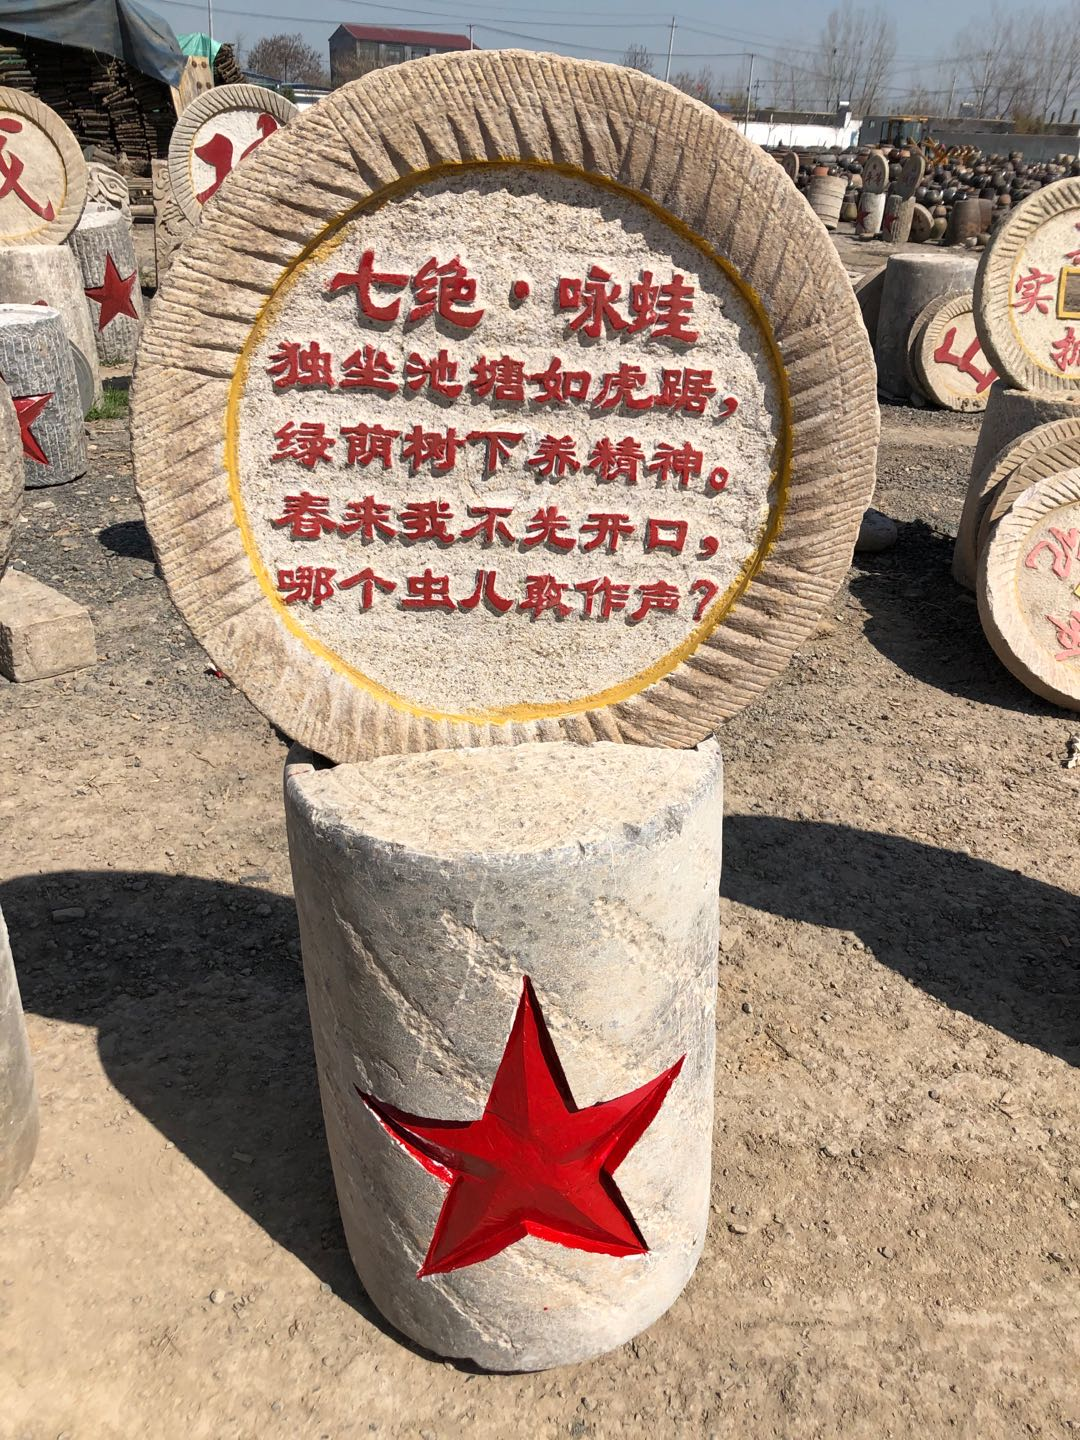 七绝·咏蛙
独坐池塘如虎踞，
绿荫树下养精神。
春来我不先开口，
哪个虫儿敢作声？
实